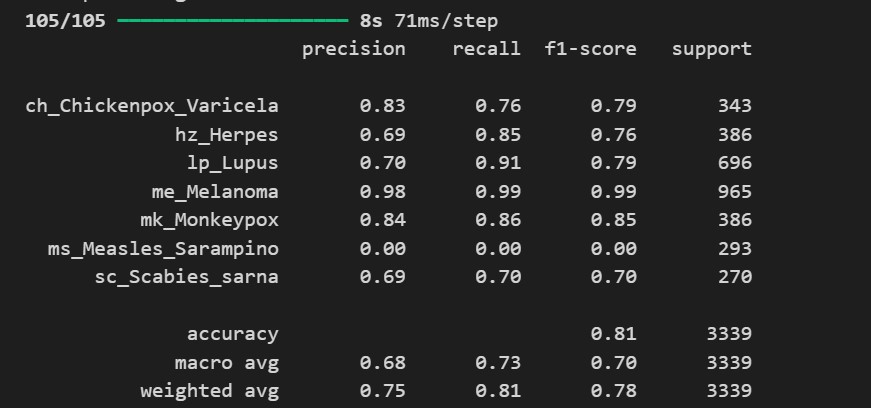 105/105 ━━━━━━━━━━━━━━━━━━━━ 8s 71ms/step
precision recall f1-score support
ch_Chickenpox_Varicela 0.83 0.76 0.79 343
hz_Herpes 0.69 0.85 0.76 386
lp_Lupus 0.70 0.91 0.79 696
me_Melanoma 0.98 0.99 0.99 965
mk_Monkeypox 0.84 0.86 0.85 386
ms_Measles_Sarampino 0.00 0.00 0.00 293
sc_Scabies_sarna 0.69 0.70 0.70 270
accuracy 0.81 3339
macro avg 0.68 0.73 0.70 3339
weighted avg 0.75 0.81 0.78 3339